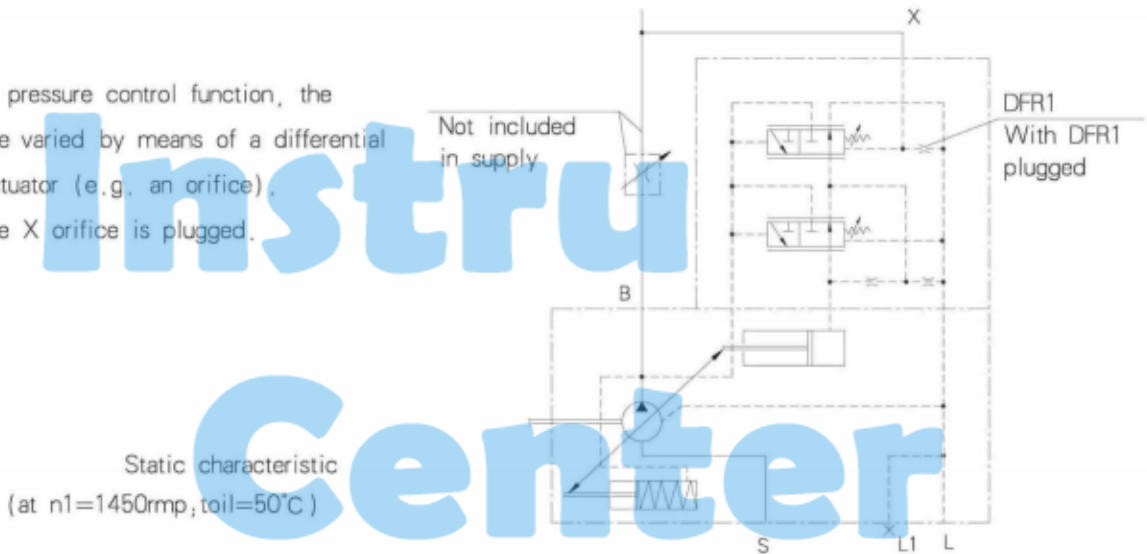 X
pressure control function, the
DFR1
Not included
With DFR1
varied by means of a differential
in supply
plugged
tuator (e.g. an orifice).
X orifice is plugged.
Instru
B
Center
Static characteristic
(at n1=1450rmp;toil=50°C)
S
L1
L